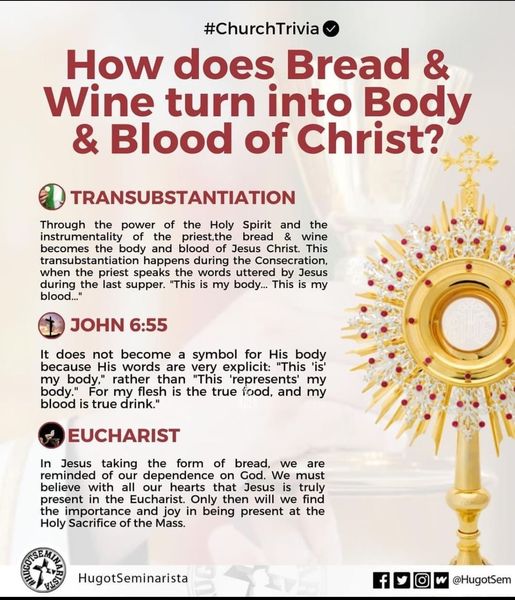 #ChurchTrivia
How does Bread &
Wine turn into Body
& Blood of Christ?
TRANSUBSTANTIATION
Through the power of the Holy Spirit and the
instrumentality of the priest,the bread & wine
becomes the body and blood of Jesus Christ. This
transubstantiation happens during the Consecration,
when the priest speaks the words uttered by Jesus
during the last supper. "This is my body... This is my
blood..."
JOHN 6:55
It does not become a symbol for His body
because His words are very explicit: "This 'is'
my body," rather than "This 'represents' my
body." For my flesh is the true food, and my
blood is true drink."
EUCHARIST
In Jesus taking the form of bread, we are
reminded of our dependence on God. We must
believe with all our hearts that Jesus is truly
present in the Eucharist. Only then will we find
the importance and joy in being present at the
Holy Sacrifice of the Mass.
#HUGOTSEMINARISTA
HugotSeminarista
@HugotSem